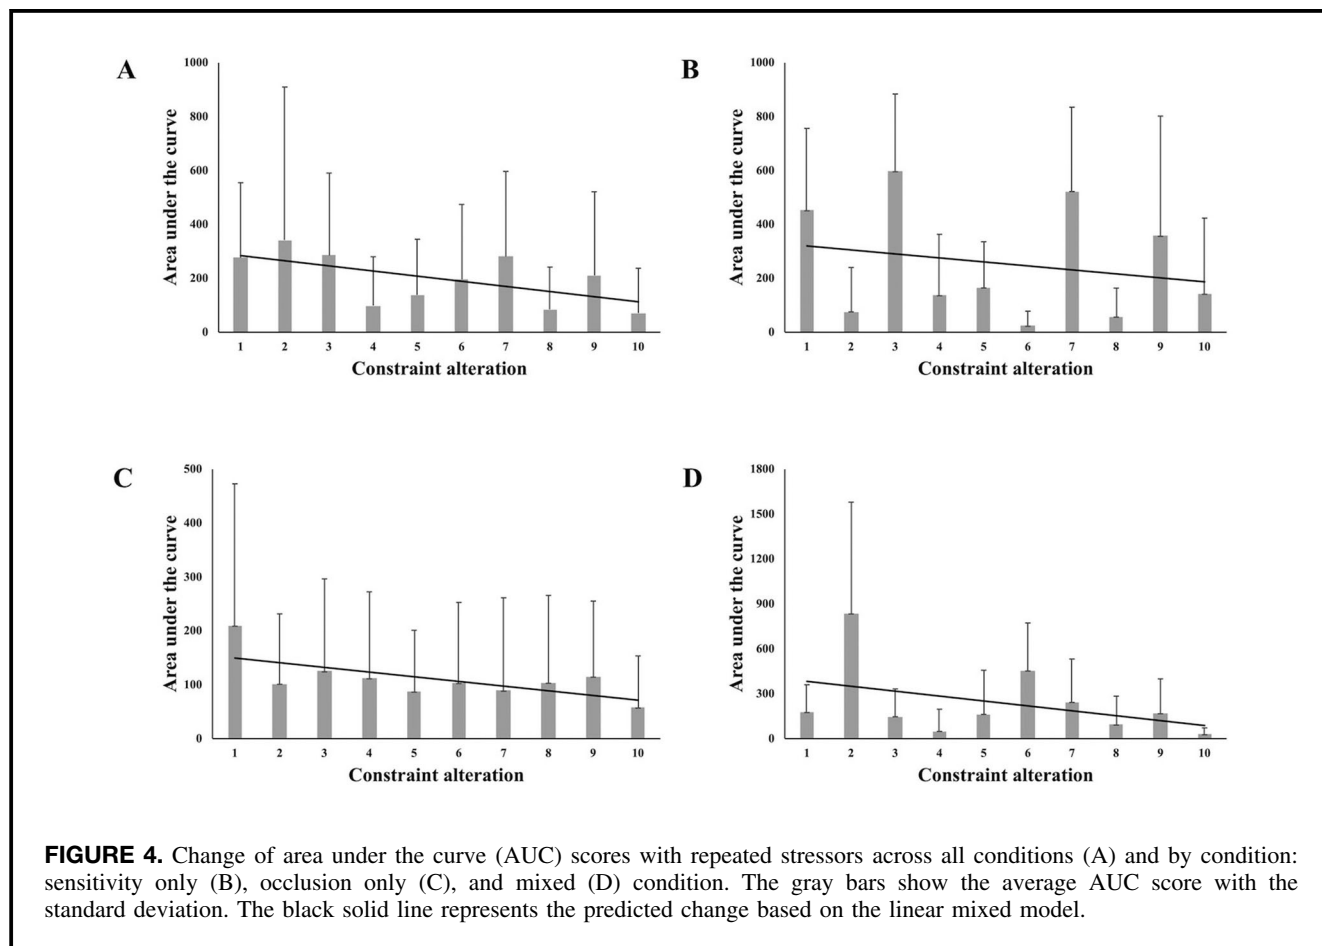 A
Area under the curve
1000
800
600
400
200
0
1 2 3 4 5 6 7 8 9 10
Constraint alteration
B
Area under the curve
1000
800
600
400
200
0
1 2 3 4 5 6 7 8 9 10
Constraint alteration
C
Area under the curve
500
400
300
200
100
0
1 2 3 4 5 6 7 8 9 10
Constraint alteration
D
Area under the curve
1800
1500
1200
900
600
300
0
1 2 3 4 5 6 7 8 9 10
Constraint alteration
FIGURE 4. Change of area under the curve (AUC) scores with repeated stressors across all conditions (A) and by condition:
sensitivity only (B), occlusion only (C), and mixed (D) condition. The gray bars show the average AUC score with the
standard deviation. The black solid line represents the predicted change based on the linear mixed model.